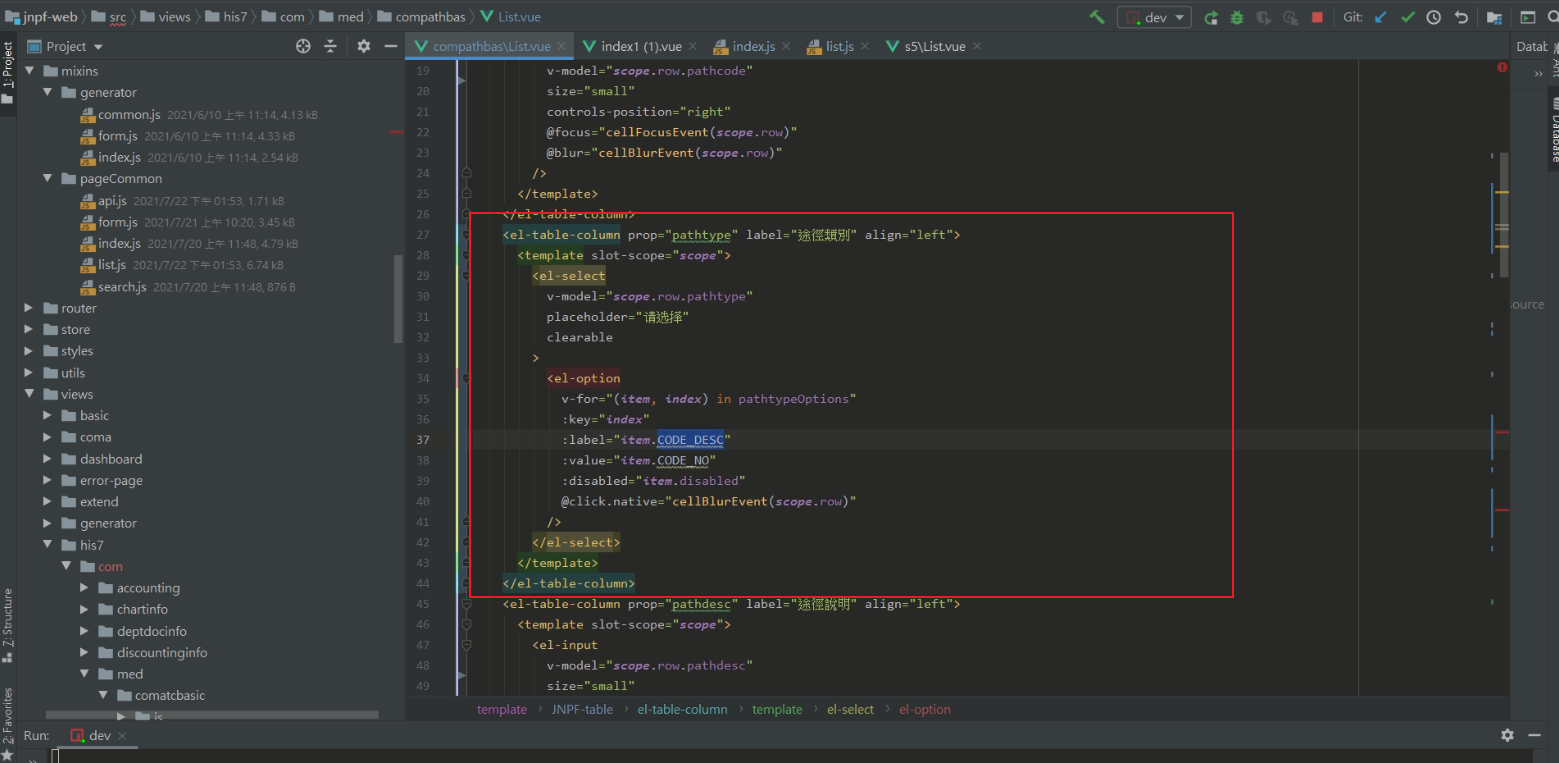 jnpf-web › src › views › his7 › com › med › compathbas › List.vue
dev
Git:
1: Project
Project
compathbas\List.vue
index1 (1).vue
index.js
list.js
s5\List.vue
Datab
mixins
generator
common.js 2021/6/10 上午 11:14, 4.13 kB
form.js 2021/6/10 上午 11:14, 4.33 kB
index.js 2021/6/10 上午 11:14, 2.54 kB
pageCommon
api.js 2021/7/22 下午 01:53, 1.71 kB
form.js 2021/7/21 上午 10:20, 3.45 kB
index.js 2021/7/20 上午 11:48, 4.79 kB
list.js 2021/7/22 下午 01:53, 6.74 kB
search.js 2021/7/20 上午 11:48, 876 B
router
store
styles
utils
views
basic
coma
dashboard
error-page
extend
generator
his7
com
accounting
chartinfo
deptdocinfo
discountinginfo
med
comatcbasic
js
19 v-model="scope.row.pathcode"
20 size="small"
21 controls-position="right"
22 @focus="cellFocusEvent(scope.row)"
23 @blur="cellBlurEvent(scope.row)"
24 />
25 </template>
26 </el-table-column>
27 <el-table-column prop="pathtype" label="途徑類別" align="left">
28 <template slot-scope="scope">
29 <el-select
30 v-model="scope.row.pathtype"
31 placeholder="请选择"
32 clearable
33 >
34 <el-option
35 v-for="(item, index) in pathtypeOptions"
36 :key="index"
37 :label="item.CODE_DESC"
38 :value="item.CODE_NO"
39 :disabled="item.disabled"
40 @click.native="cellBlurEvent(scope.row)"
41 />
42 </el-select>
43 </template>
44 </el-table-column>
45 <el-table-column prop="pathdesc" label="途徑說明" align="left">
46 <template slot-scope="scope">
47 <el-input
48 v-model="scope.row.pathdesc"
49 size="small"
template › JNPF-table › el-table-column › template › el-select › el-option
Ant
Database
ource
Z: Structure
2: Favorites
Run: dev